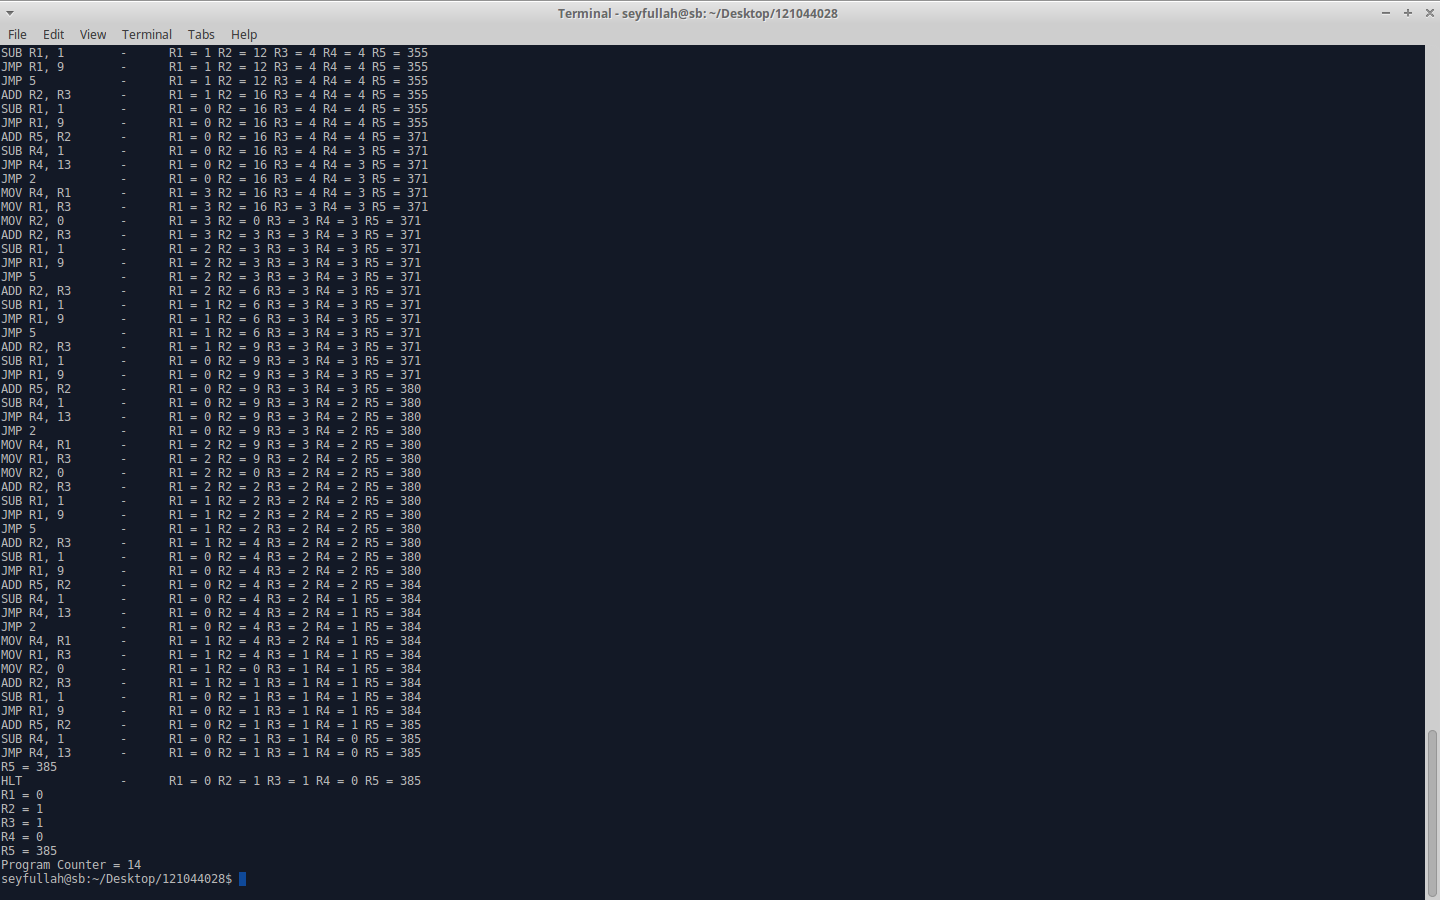 Terminal - seyfullah@sb: ~/Desktop/121044028
File Edit View Terminal Tabs Help
SUB R1, 1 - R1 = 1 R2 = 12 R3 = 4 R4 = 4 R5 = 355
JMP R1, 9 - R1 = 1 R2 = 12 R3 = 4 R4 = 4 R5 = 355
JMP 5 - R1 = 1 R2 = 12 R3 = 4 R4 = 4 R5 = 355
ADD R2, R3 - R1 = 1 R2 = 16 R3 = 4 R4 = 4 R5 = 355
SUB R1, 1 - R1 = 0 R2 = 16 R3 = 4 R4 = 4 R5 = 355
JMP R1, 9 - R1 = 0 R2 = 16 R3 = 4 R4 = 4 R5 = 355
ADD R5, R2 - R1 = 0 R2 = 16 R3 = 4 R4 = 4 R5 = 371
SUB R4, 1 - R1 = 0 R2 = 16 R3 = 4 R4 = 3 R5 = 371
JMP R4, 13 - R1 = 0 R2 = 16 R3 = 4 R4 = 3 R5 = 371
JMP 2 - R1 = 0 R2 = 16 R3 = 4 R4 = 3 R5 = 371
MOV R4, R1 - R1 = 3 R2 = 16 R3 = 4 R4 = 3 R5 = 371
MOV R1, R3 - R1 = 3 R2 = 16 R3 = 3 R4 = 3 R5 = 371
MOV R2, 0 - R1 = 3 R2 = 0 R3 = 3 R4 = 3 R5 = 371
ADD R2, R3 - R1 = 3 R2 = 3 R3 = 3 R4 = 3 R5 = 371
SUB R1, 1 - R1 = 2 R2 = 3 R3 = 3 R4 = 3 R5 = 371
JMP R1, 9 - R1 = 2 R2 = 3 R3 = 3 R4 = 3 R5 = 371
JMP 5 - R1 = 2 R2 = 3 R3 = 3 R4 = 3 R5 = 371
ADD R2, R3 - R1 = 2 R2 = 6 R3 = 3 R4 = 3 R5 = 371
SUB R1, 1 - R1 = 1 R2 = 6 R3 = 3 R4 = 3 R5 = 371
JMP R1, 9 - R1 = 1 R2 = 6 R3 = 3 R4 = 3 R5 = 371
JMP 5 - R1 = 1 R2 = 6 R3 = 3 R4 = 3 R5 = 371
ADD R2, R3 - R1 = 1 R2 = 9 R3 = 3 R4 = 3 R5 = 371
SUB R1, 1 - R1 = 0 R2 = 9 R3 = 3 R4 = 3 R5 = 371
JMP R1, 9 - R1 = 0 R2 = 9 R3 = 3 R4 = 3 R5 = 371
ADD R5, R2 - R1 = 0 R2 = 9 R3 = 3 R4 = 3 R5 = 380
SUB R4, 1 - R1 = 0 R2 = 9 R3 = 3 R4 = 2 R5 = 380
JMP R4, 13 - R1 = 0 R2 = 9 R3 = 3 R4 = 2 R5 = 380
JMP 2 - R1 = 0 R2 = 9 R3 = 3 R4 = 2 R5 = 380
MOV R4, R1 - R1 = 2 R2 = 9 R3 = 3 R4 = 2 R5 = 380
MOV R1, R3 - R1 = 2 R2 = 9 R3 = 2 R4 = 2 R5 = 380
MOV R2, 0 - R1 = 2 R2 = 0 R3 = 2 R4 = 2 R5 = 380
ADD R2, R3 - R1 = 2 R2 = 2 R3 = 2 R4 = 2 R5 = 380
SUB R1, 1 - R1 = 1 R2 = 2 R3 = 2 R4 = 2 R5 = 380
JMP R1, 9 - R1 = 1 R2 = 2 R3 = 2 R4 = 2 R5 = 380
JMP 5 - R1 = 1 R2 = 2 R3 = 2 R4 = 2 R5 = 380
ADD R2, R3 - R1 = 1 R2 = 4 R3 = 2 R4 = 2 R5 = 380
SUB R1, 1 - R1 = 0 R2 = 4 R3 = 2 R4 = 2 R5 = 380
JMP R1, 9 - R1 = 0 R2 = 4 R3 = 2 R4 = 2 R5 = 380
ADD R5, R2 - R1 = 0 R2 = 4 R3 = 2 R4 = 2 R5 = 384
SUB R4, 1 - R1 = 0 R2 = 4 R3 = 2 R4 = 1 R5 = 384
JMP R4, 13 - R1 = 0 R2 = 4 R3 = 2 R4 = 1 R5 = 384
JMP 2 - R1 = 0 R2 = 4 R3 = 2 R4 = 1 R5 = 384
MOV R4, R1 - R1 = 1 R2 = 4 R3 = 2 R4 = 1 R5 = 384
MOV R1, R3 - R1 = 1 R2 = 4 R3 = 1 R4 = 1 R5 = 384
MOV R2, 0 - R1 = 1 R2 = 0 R3 = 1 R4 = 1 R5 = 384
ADD R2, R3 - R1 = 1 R2 = 1 R3 = 1 R4 = 1 R5 = 384
SUB R1, 1 - R1 = 0 R2 = 1 R3 = 1 R4 = 1 R5 = 384
JMP R1, 9 - R1 = 0 R2 = 1 R3 = 1 R4 = 1 R5 = 384
ADD R5, R2 - R1 = 0 R2 = 1 R3 = 1 R4 = 1 R5 = 385
SUB R4, 1 - R1 = 0 R2 = 1 R3 = 1 R4 = 0 R5 = 385
JMP R4, 13 - R1 = 0 R2 = 1 R3 = 1 R4 = 0 R5 = 385
R5 = 385
HLT - R1 = 0 R2 = 1 R3 = 1 R4 = 0 R5 = 385
R1 = 0
R2 = 1
R3 = 1
R4 = 0
R5 = 385
Program Counter = 14
seyfullah@sb:~/Desktop/121044028$